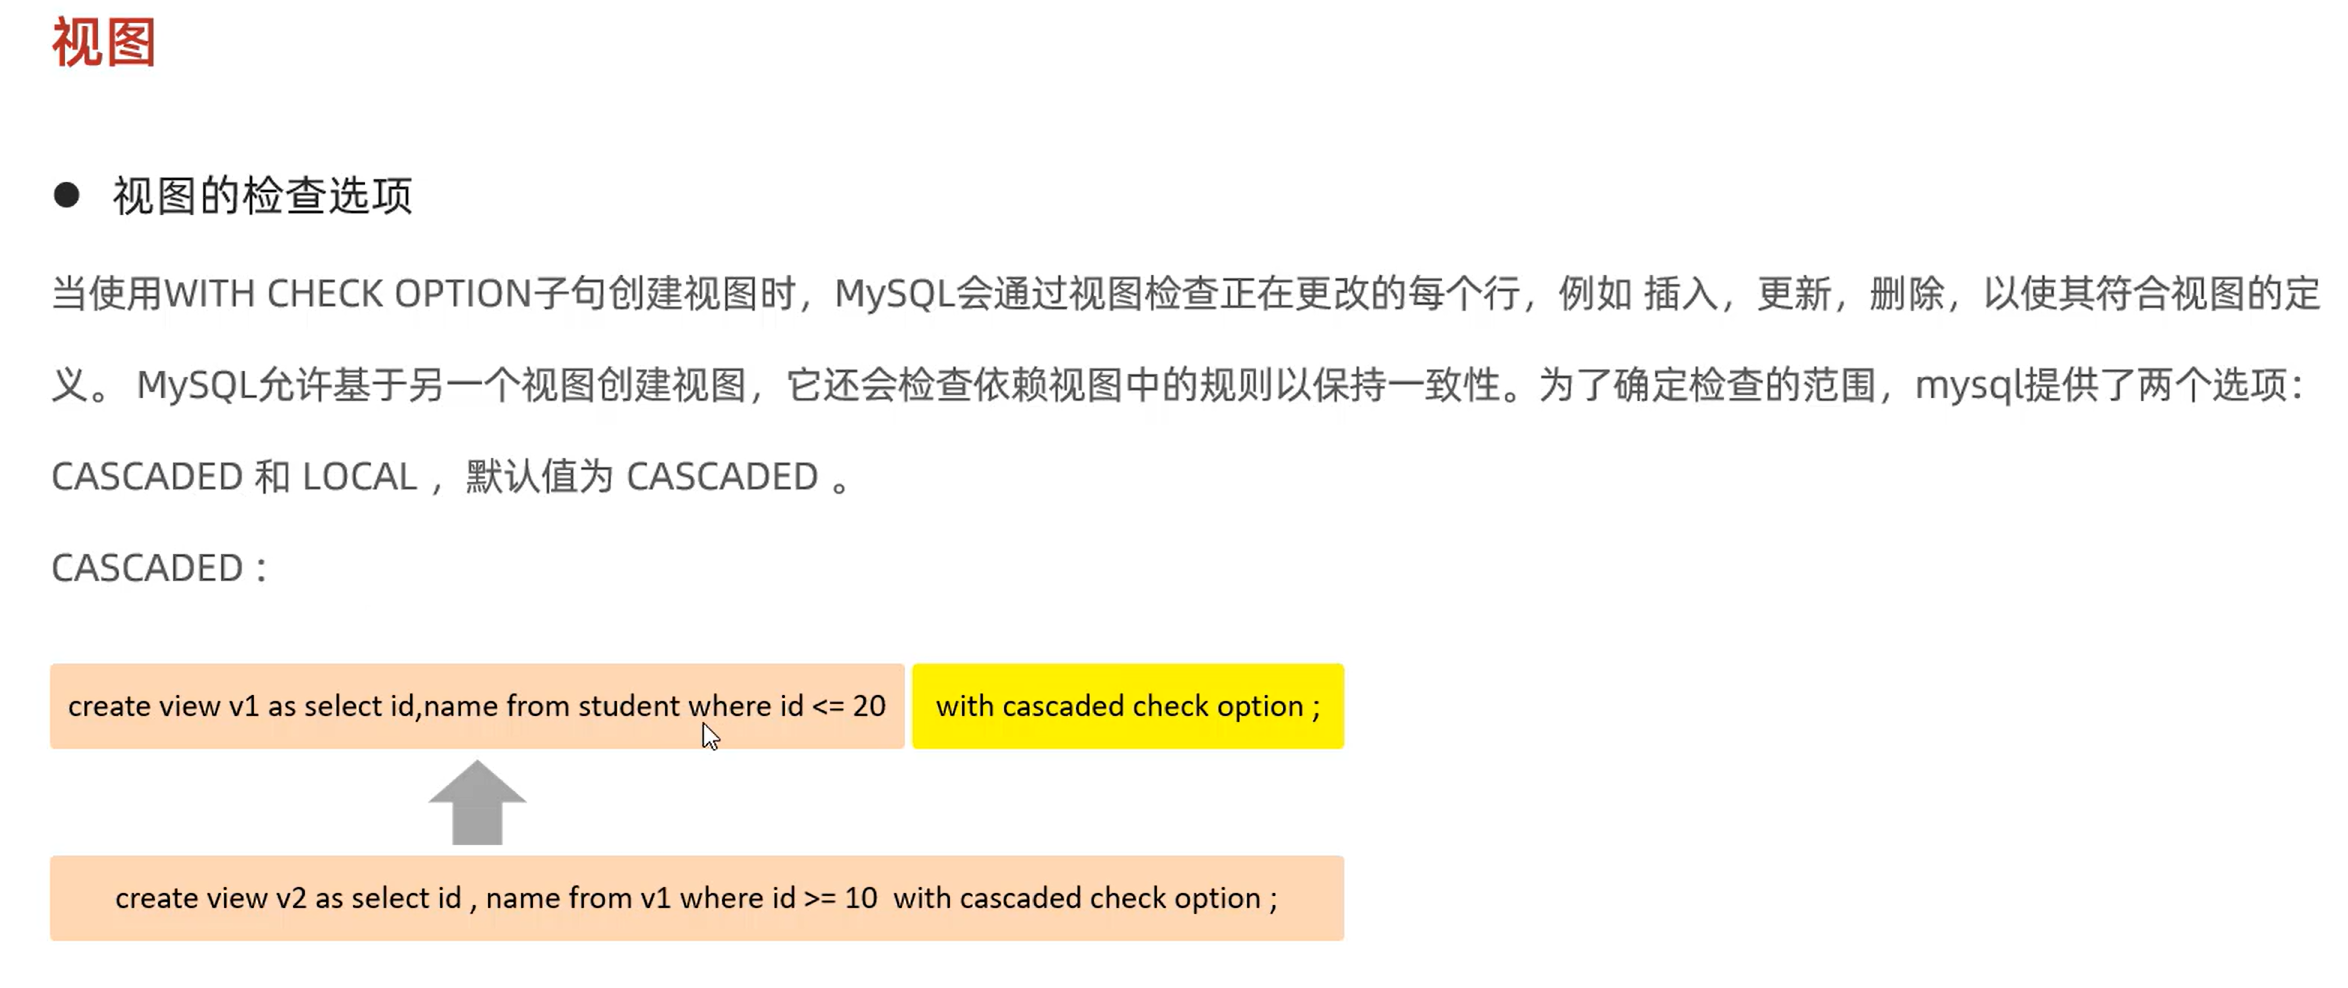 视图
● 视图的检查选项
当使用WITH CHECK OPTION子句创建视图时，MySQL会通过视图检查正在更改的每个行，例如 插入，更新，删除，以使其符合视图的定
义。 MySQL允许基于另一个视图创建视图，它还会检查依赖视图中的规则以保持一致性。为了确定检查的范围，mysql提供了两个选项：
CASCADED 和 LOCAL ，默认值为 CASCADED 。
CASCADED：
create view v1 as select id,name from student where id <= 20 with cascaded check option ;
create view v2 as select id , name from v1 where id >= 10 with cascaded check option ;